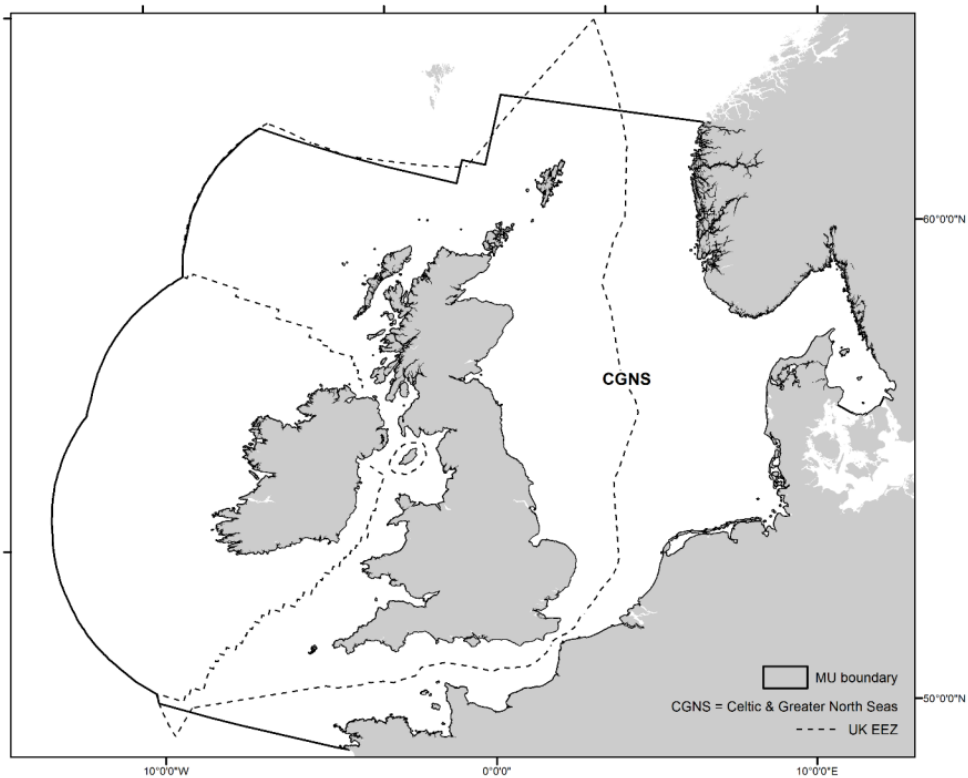 60°0'0"N
CGNS
MU boundary
CGNS = Celtic & Greater North Seas
UK EEZ
50°0'0"N
10°0'0"W
0°0'0"
10°0'0"E